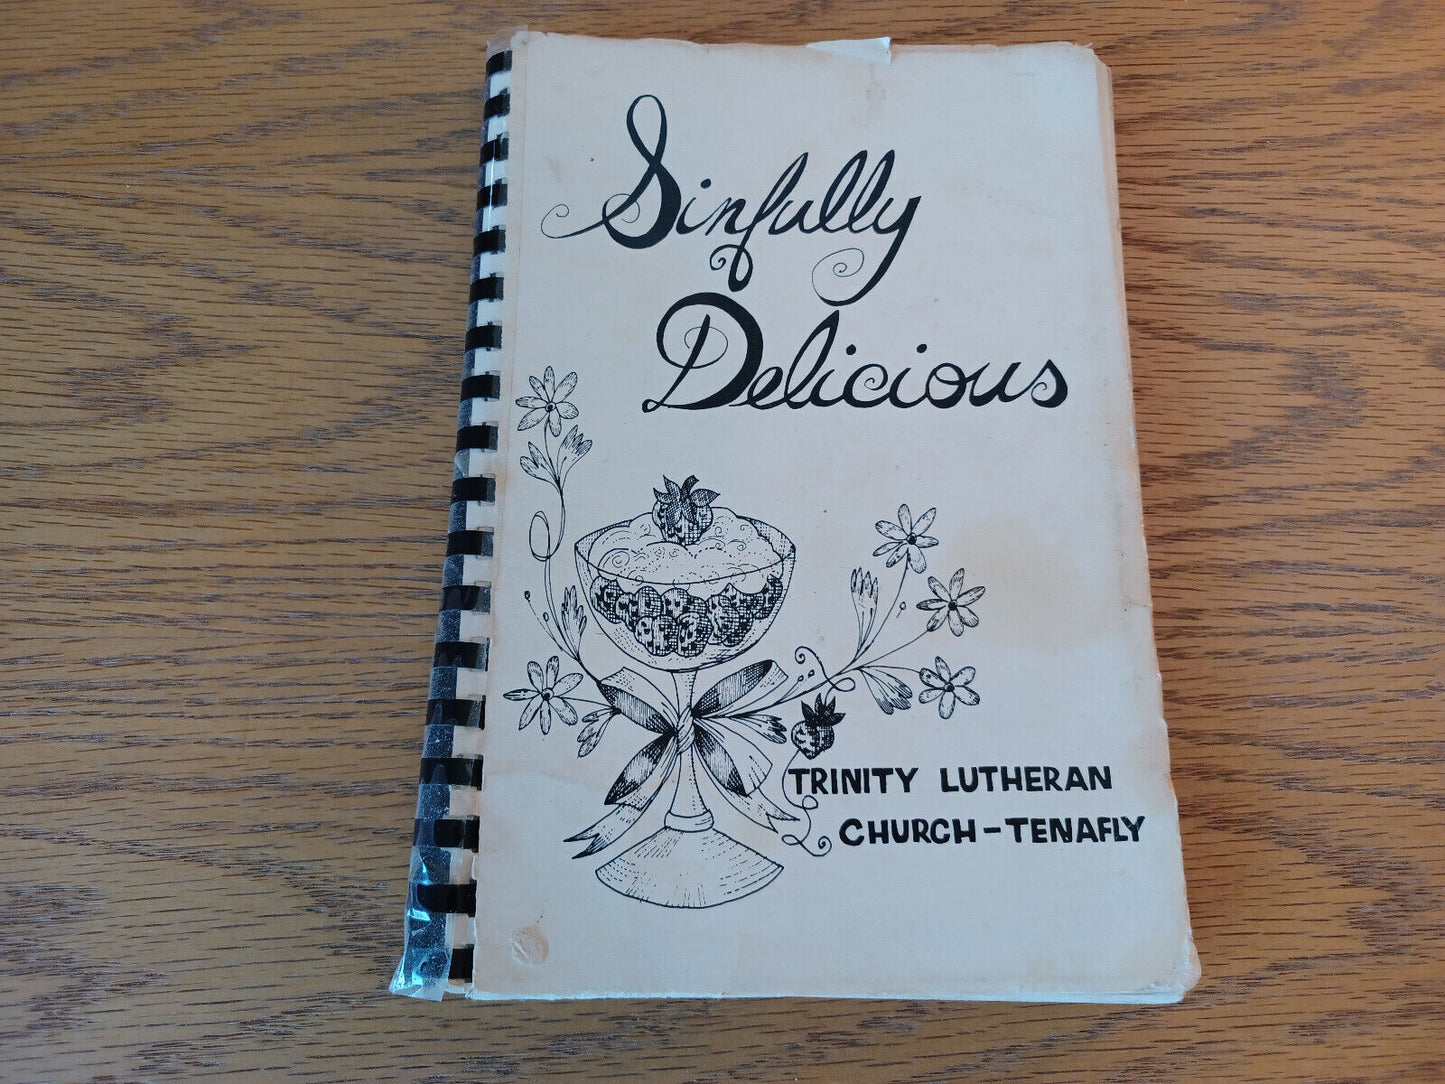 Sinfully
Delicious
TRINITY LUTHERAN
CHURCH-TENAFLY